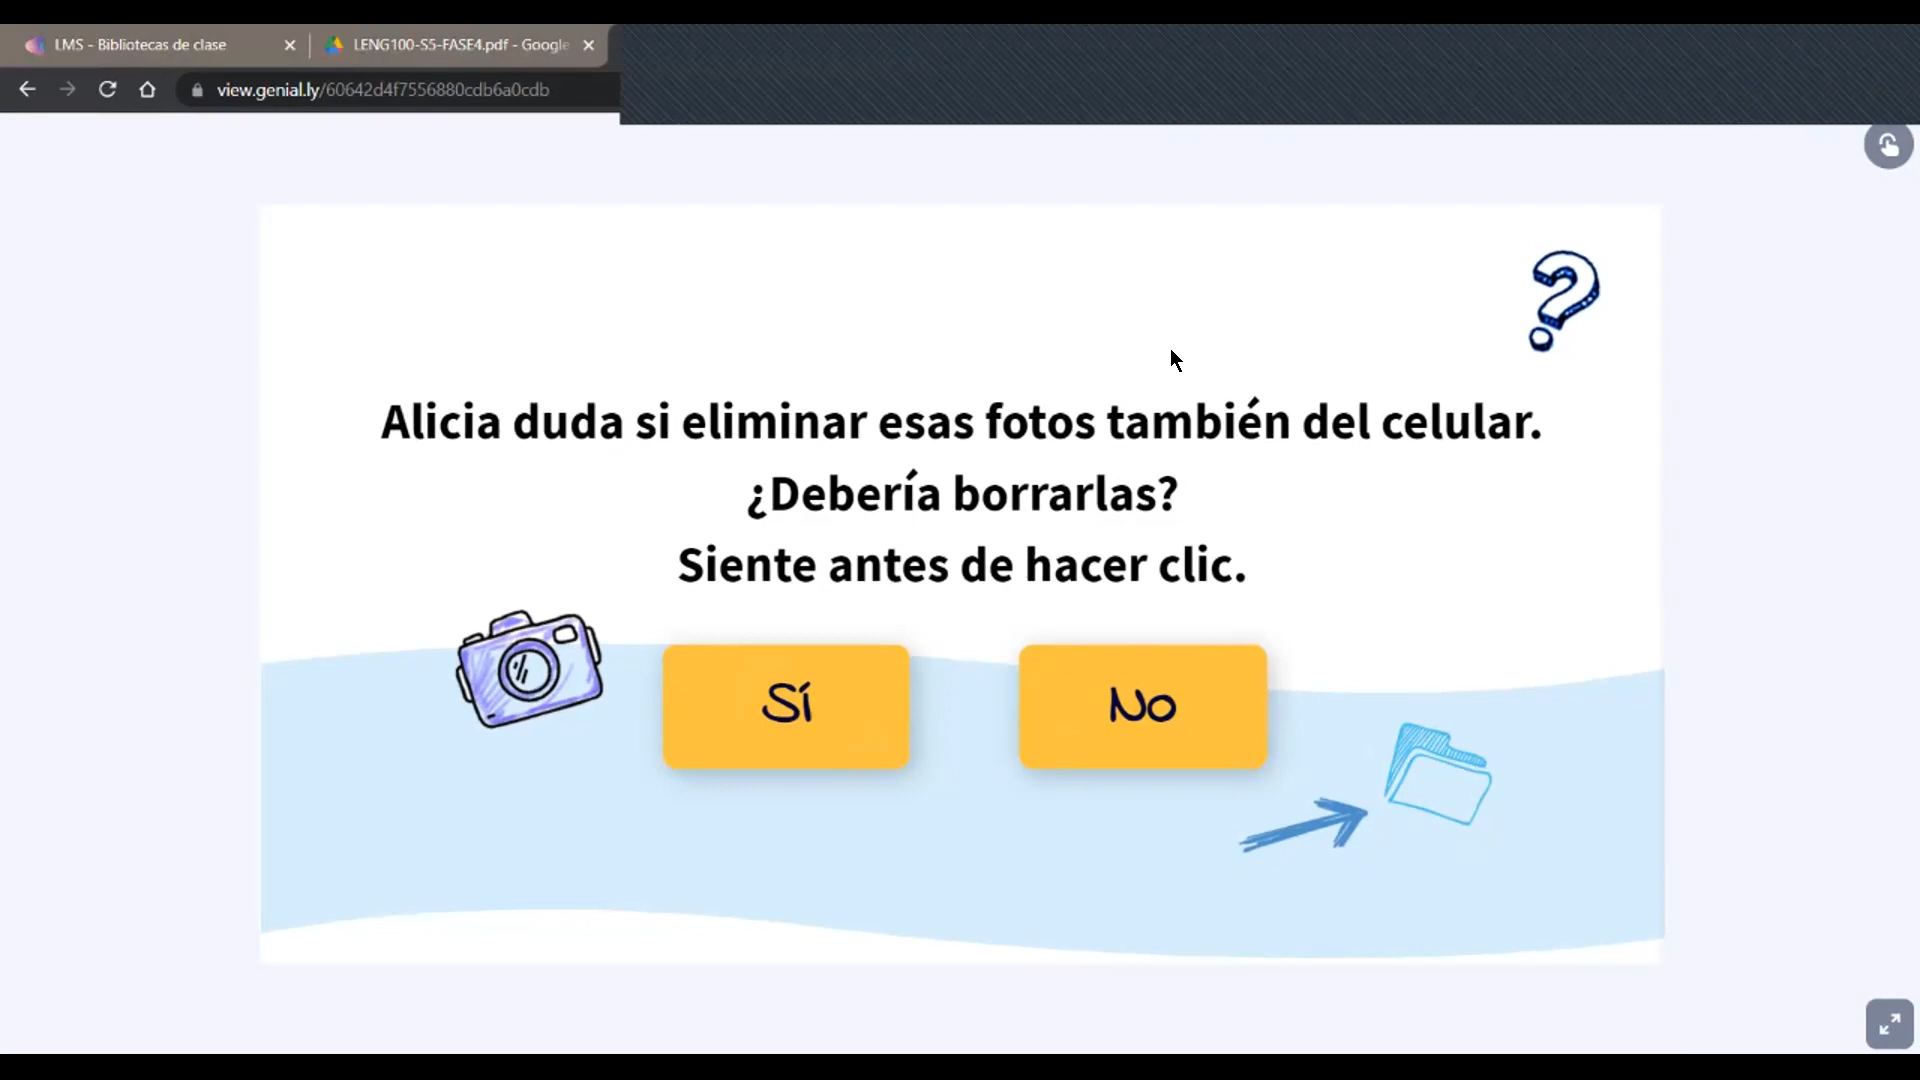 LMS - Bibliotecas de clase
LENG100-S5-FASE4.pdf - Google
view.genial.ly/60642d4f7556880cdb6a0cdb
Alicia duda si eliminar esas fotos también del celular.
¿Debería borrarlas?
Siente antes de hacer clic.
Sí
No